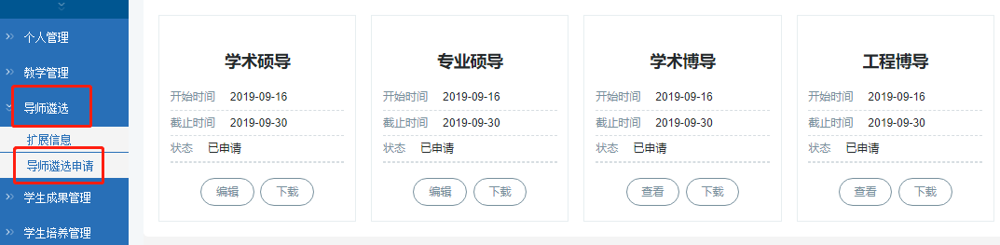 个人管理
教学管理
导师遴选
扩展信息
导师遴选申请
学生成果管理
学生培养管理
学术硕导
开始时间 2019-09-16
截止时间 2019-09-30
状态 已申请
编辑 下载
专业硕导
开始时间 2019-09-16
截止时间 2019-09-30
状态 已申请
编辑 下载
学术博导
开始时间 2019-09-16
截止时间 2019-09-30
状态 已申请
查看 下载
工程博导
开始时间 2019-09-16
截止时间 2019-09-30
状态 已申请
查看 下载